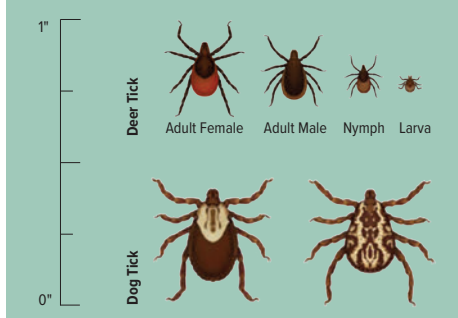 1"
Deer Tick
Adult Female Adult Male Nymph Larva
Dog Tick
0"